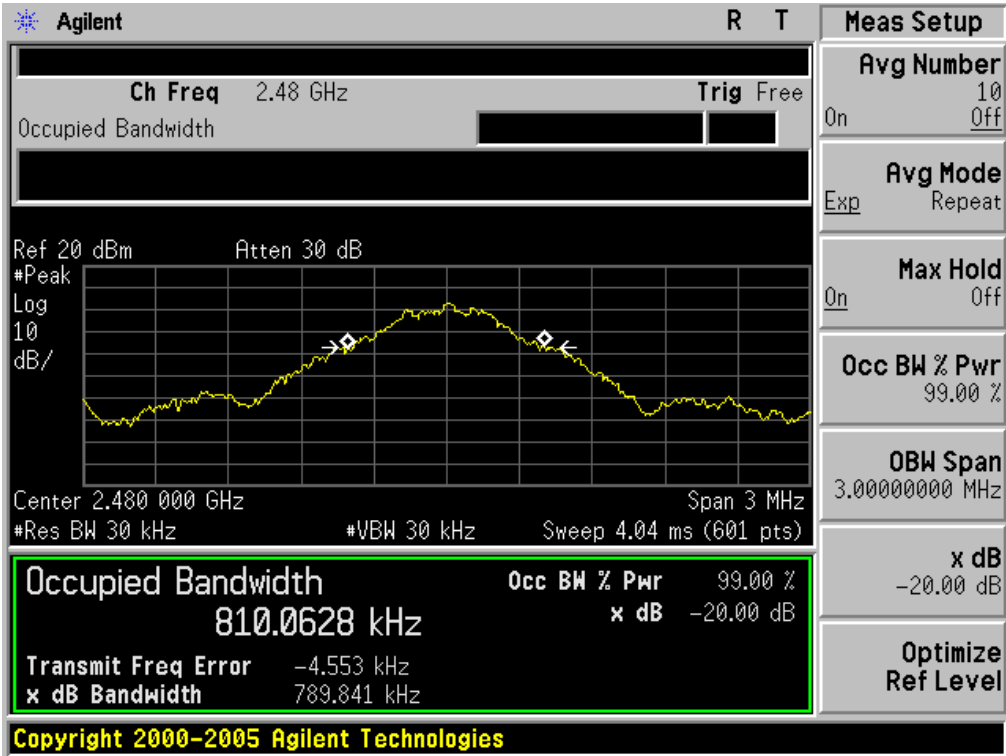 Agilent R T
Ch Freq 2.48 GHz Trig Free
Occupied Bandwidth
Ref 20 dBm Atten 30 dB
#Peak
Log
10
dB/
Center 2.480 000 GHz Span 3 MHz
#Res BW 30 kHz #VBW 30 kHz Sweep 4.04 ms (601 pts)
Occupied Bandwidth Occ BW % Pwr 99.00 %
810.0628 kHz x dB -20.00 dB
Transmit Freq Error -4.553 kHz
x dB Bandwidth 789.841 kHz
Copyright 2000-2005 Agilent Technologies
Meas Setup
Avg Number
10
On Off
Avg Mode
Exp Repeat
Max Hold
On Off
Occ BW % Pwr
99.00 %
OBW Span
3.00000000 MHz
x dB
-20.00 dB
Optimize
Ref Level